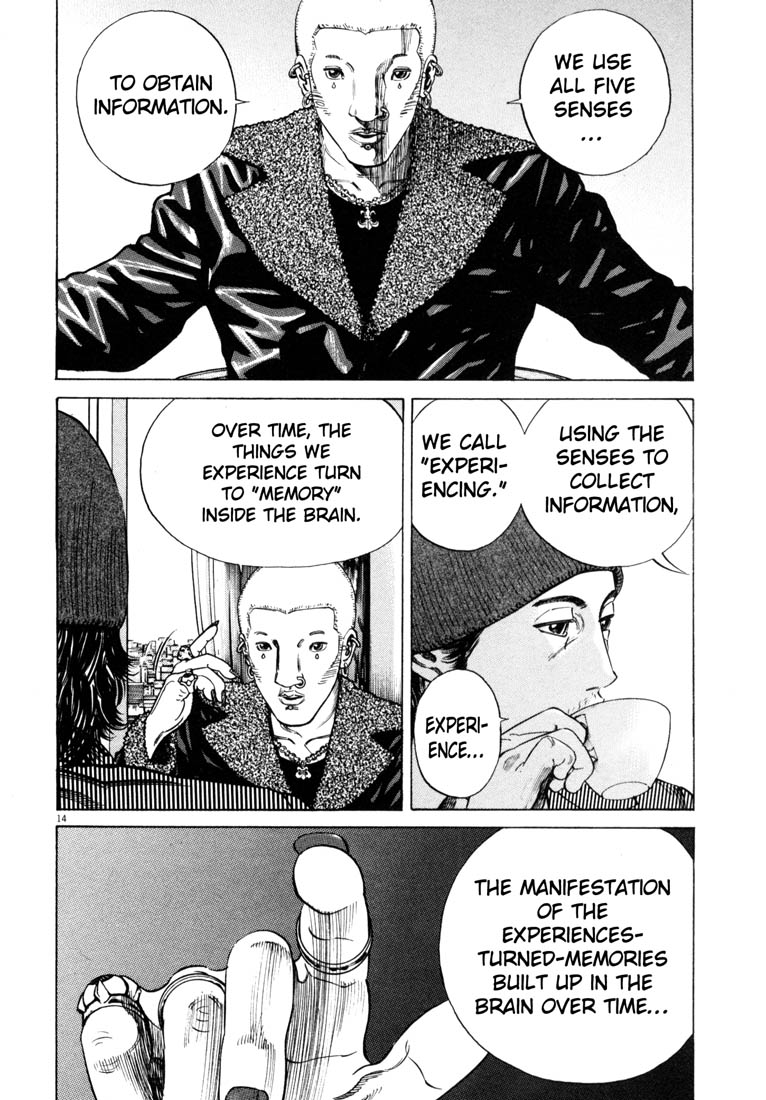 WE USE
ALL FIVE
SENSES
...
TO OBTAIN
INFORMATION.
USING THE
SENSES TO
COLLECT
INFORMATION,
WE CALL
"EXPERI-
ENCING."
EXPERI-
ENCE...
OVER TIME, THE
THINGS WE
EXPERIENCE TURN
TO "MEMORY"
INSIDE THE BRAIN.
14
THE MANIFESTATION
OF THE
EXPERIENCES-
TURNED-MEMORIES
BUILT UP IN THE
BRAIN OVER TIME...